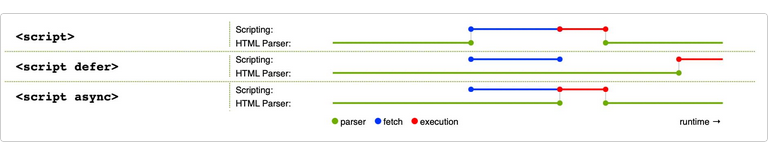 <script>
Scripting:
HTML Parser:
<script defer>
Scripting:
HTML Parser:
<script async>
Scripting:
HTML Parser:
parser fetch execution runtime →